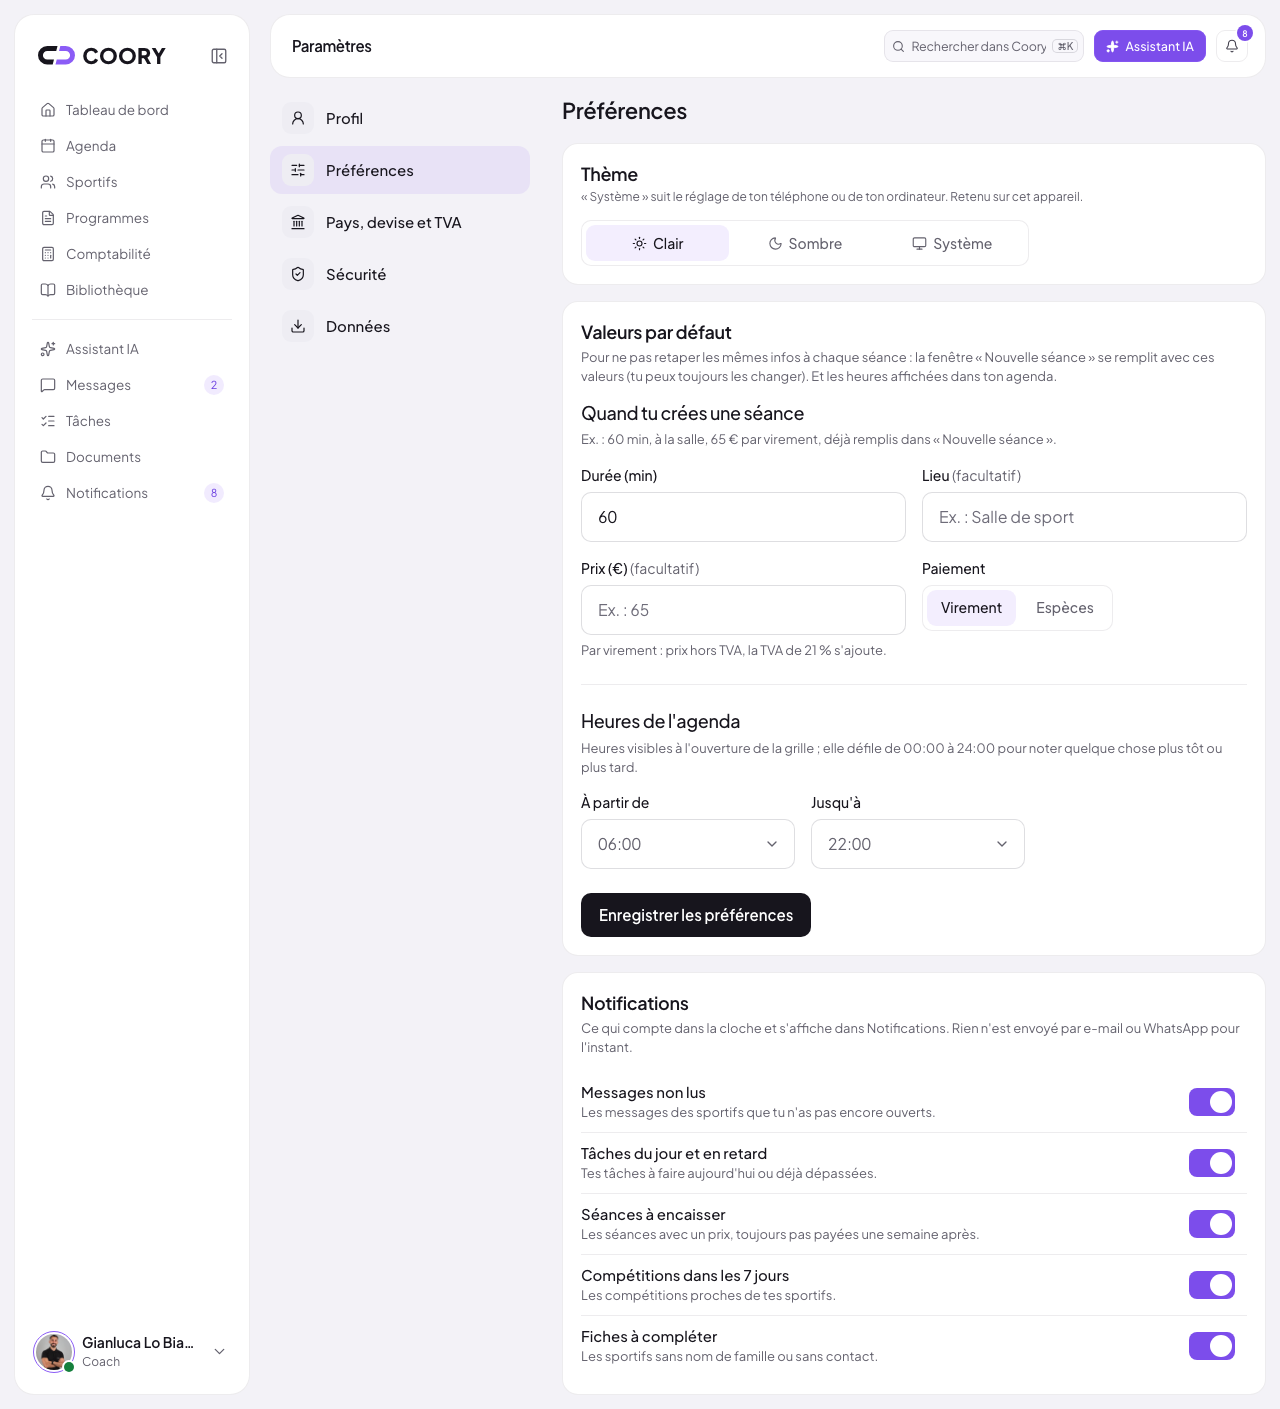 COORY
Tableau de bord
Agenda
Sportifs
Programmes
Comptabilité
Bibliothèque
Assistant IA
Messages 2
Tâches
Documents
Notifications 8
Gianluca Lo Bia...
Coach
Paramètres
Rechercher dans Coory ⌘K
Assistant IA
8
Profil
Préférences
Pays, devise et TVA
Sécurité
Données
Préférences
Thème
« Système » suit le réglage de ton téléphone ou de ton ordinateur. Retenu sur cet appareil.
Clair Sombre Système
Valeurs par défaut
Pour ne pas retaper les mêmes infos à chaque séance : la fenêtre « Nouvelle séance » se remplit avec ces
valeurs (tu peux toujours les changer). Et les heures affichées dans ton agenda.
Quand tu crées une séance
Ex. : 60 min, à la salle, 65 € par virement, déjà remplis dans « Nouvelle séance ».
Durée (min) Lieu (facultatif)
60 Ex. : Salle de sport
Prix (€) (facultatif) Paiement
Ex. : 65 Virement Espèces
Par virement : prix hors TVA, la TVA de 21 % s'ajoute.
Heures de l'agenda
Heures visibles à l'ouverture de la grille ; elle défile de 00:00 à 24:00 pour noter quelque chose plus tôt ou
plus tard.
À partir de Jusqu'à
06:00 22:00
Enregistrer les préférences
Notifications
Ce qui compte dans la cloche et s'affiche dans Notifications. Rien n'est envoyé par e-mail ou WhatsApp pour
l'instant.
Messages non lus
Les messages des sportifs que tu n'as pas encore ouverts.
Tâches du jour et en retard
Tes tâches à faire aujourd'hui ou déjà dépassées.
Séances à encaisser
Les séances avec un prix, toujours pas payées une semaine après.
Compétitions dans les 7 jours
Les compétitions proches de tes sportifs.
Fiches à compléter
Les sportifs sans nom de famille ou sans contact.